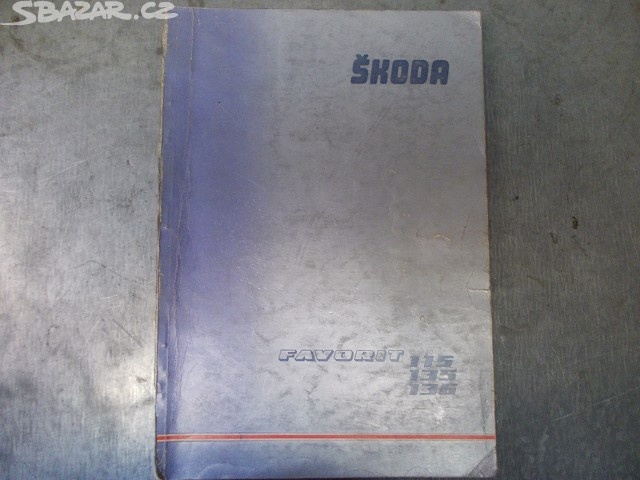 SBAZAR.CZ
ŠKODA
FAVORIT 115
135
136